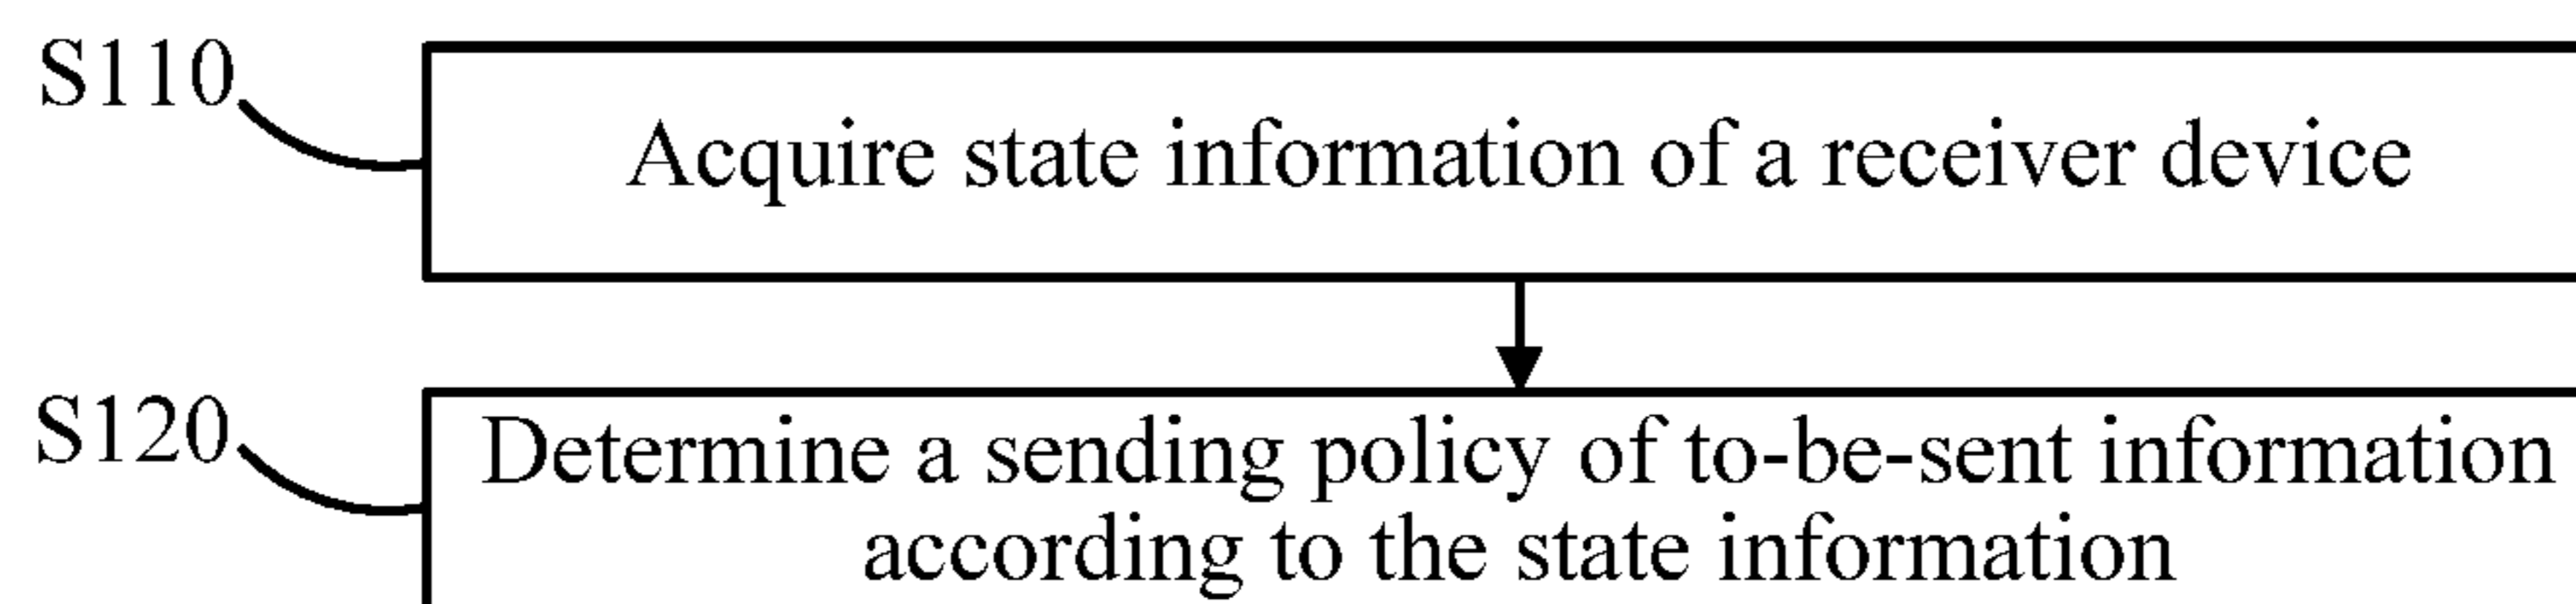 S110
Acquire state information of a receiver device
S120
Determine a sending policy of to-be-sent information
according to the state information